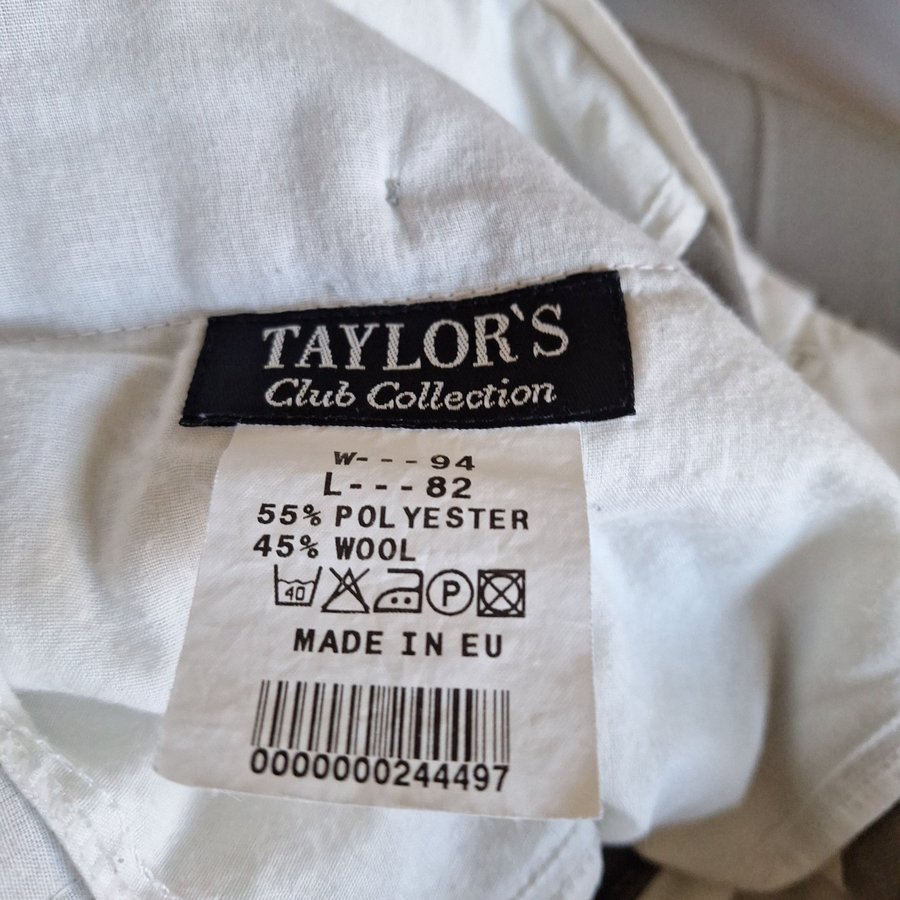 TAYLOR`S
Club Collection
W---94
L---82
55% POLYESTER
45% WOOL
40 P
MADE IN EU
0000000244497